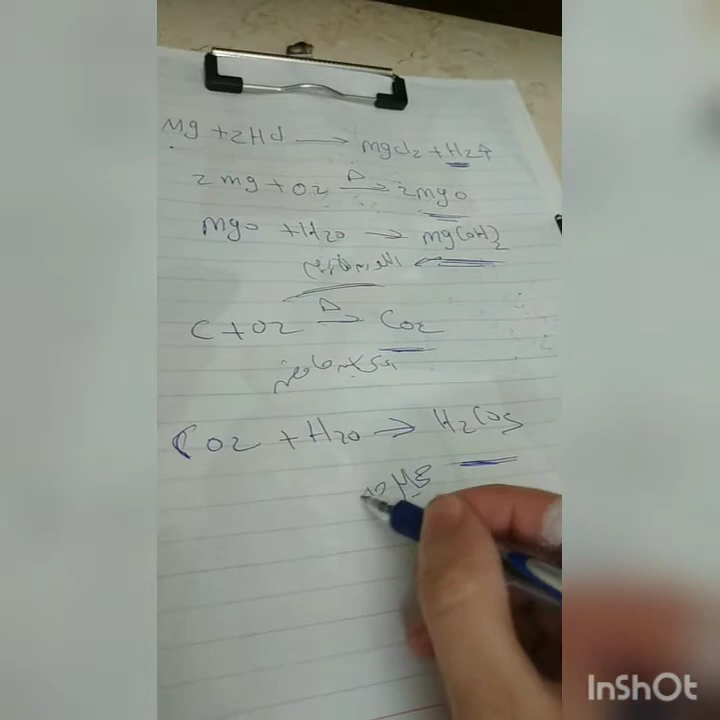 Mg + 2Hcl → mgcl2 + H2↑
2mg + O2 →Δ 2mgo
mgo + H2O → mg(OH)2
C + O2 →Δ CO2
CO2 + H2O → H2CO3
InShOt